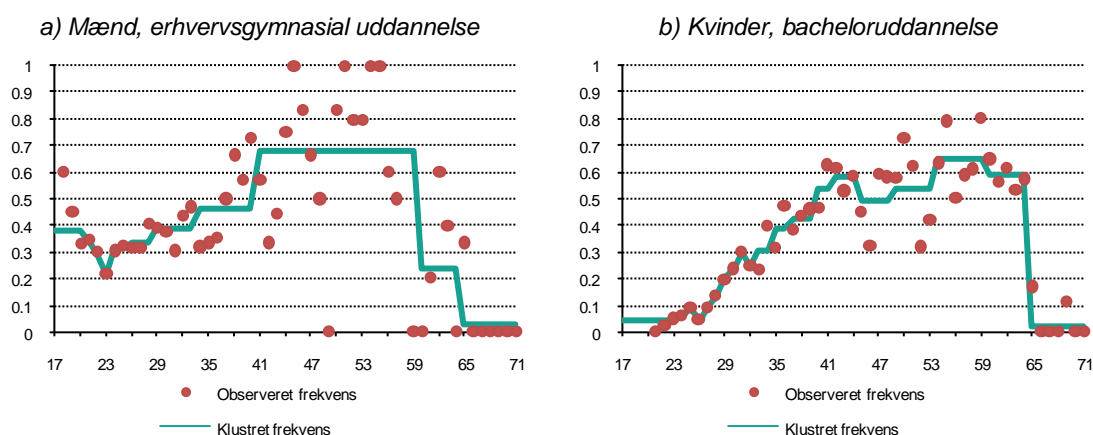 a) Mænd, erhvervsgymnasial uddannelse
1
0.9
0.8
0.7
0.6
0.5
0.4
0.3
0.2
0.1
0
17 23 29 35 41 47 53 59 65 71
Observeret frekvens
Klustret frekvens
b) Kvinder, bacheloruddannelse
1
0.9
0.8
0.7
0.6
0.5
0.4
0.3
0.2
0.1
0
17 23 29 35 41 47 53 59 65 71
Observeret frekvens
Klustret frekvens